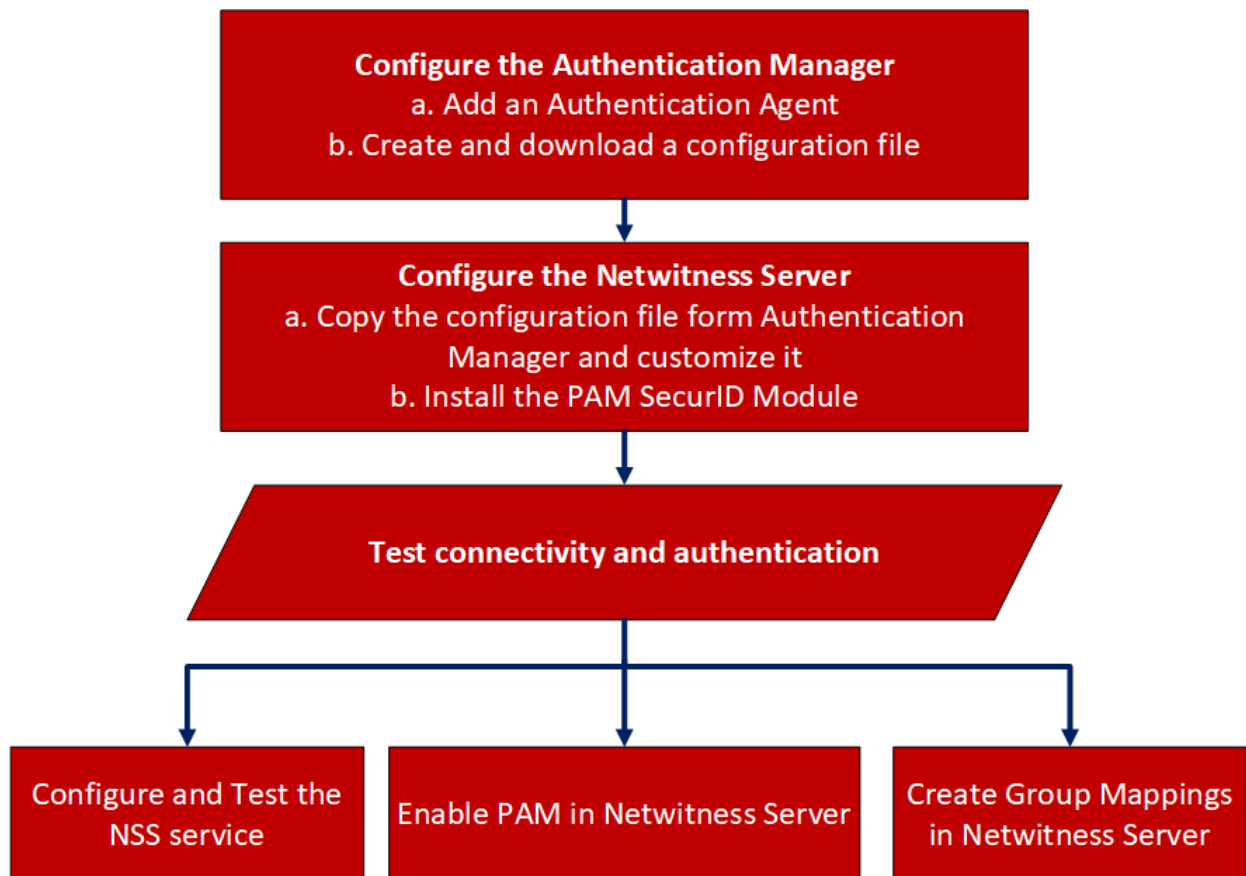 Configure the Authentication Manager
a. Add an Authentication Agent
b. Create and download a configuration file
Configure the Netwitness Server
a. Copy the configuration file form Authentication
Manager and customize it
b. Install the PAM SecurID Module
Test connectivity and authentication
Configure and Test the
NSS service
Enable PAM in Netwitness Server
Create Group Mappings
in Netwitness Server